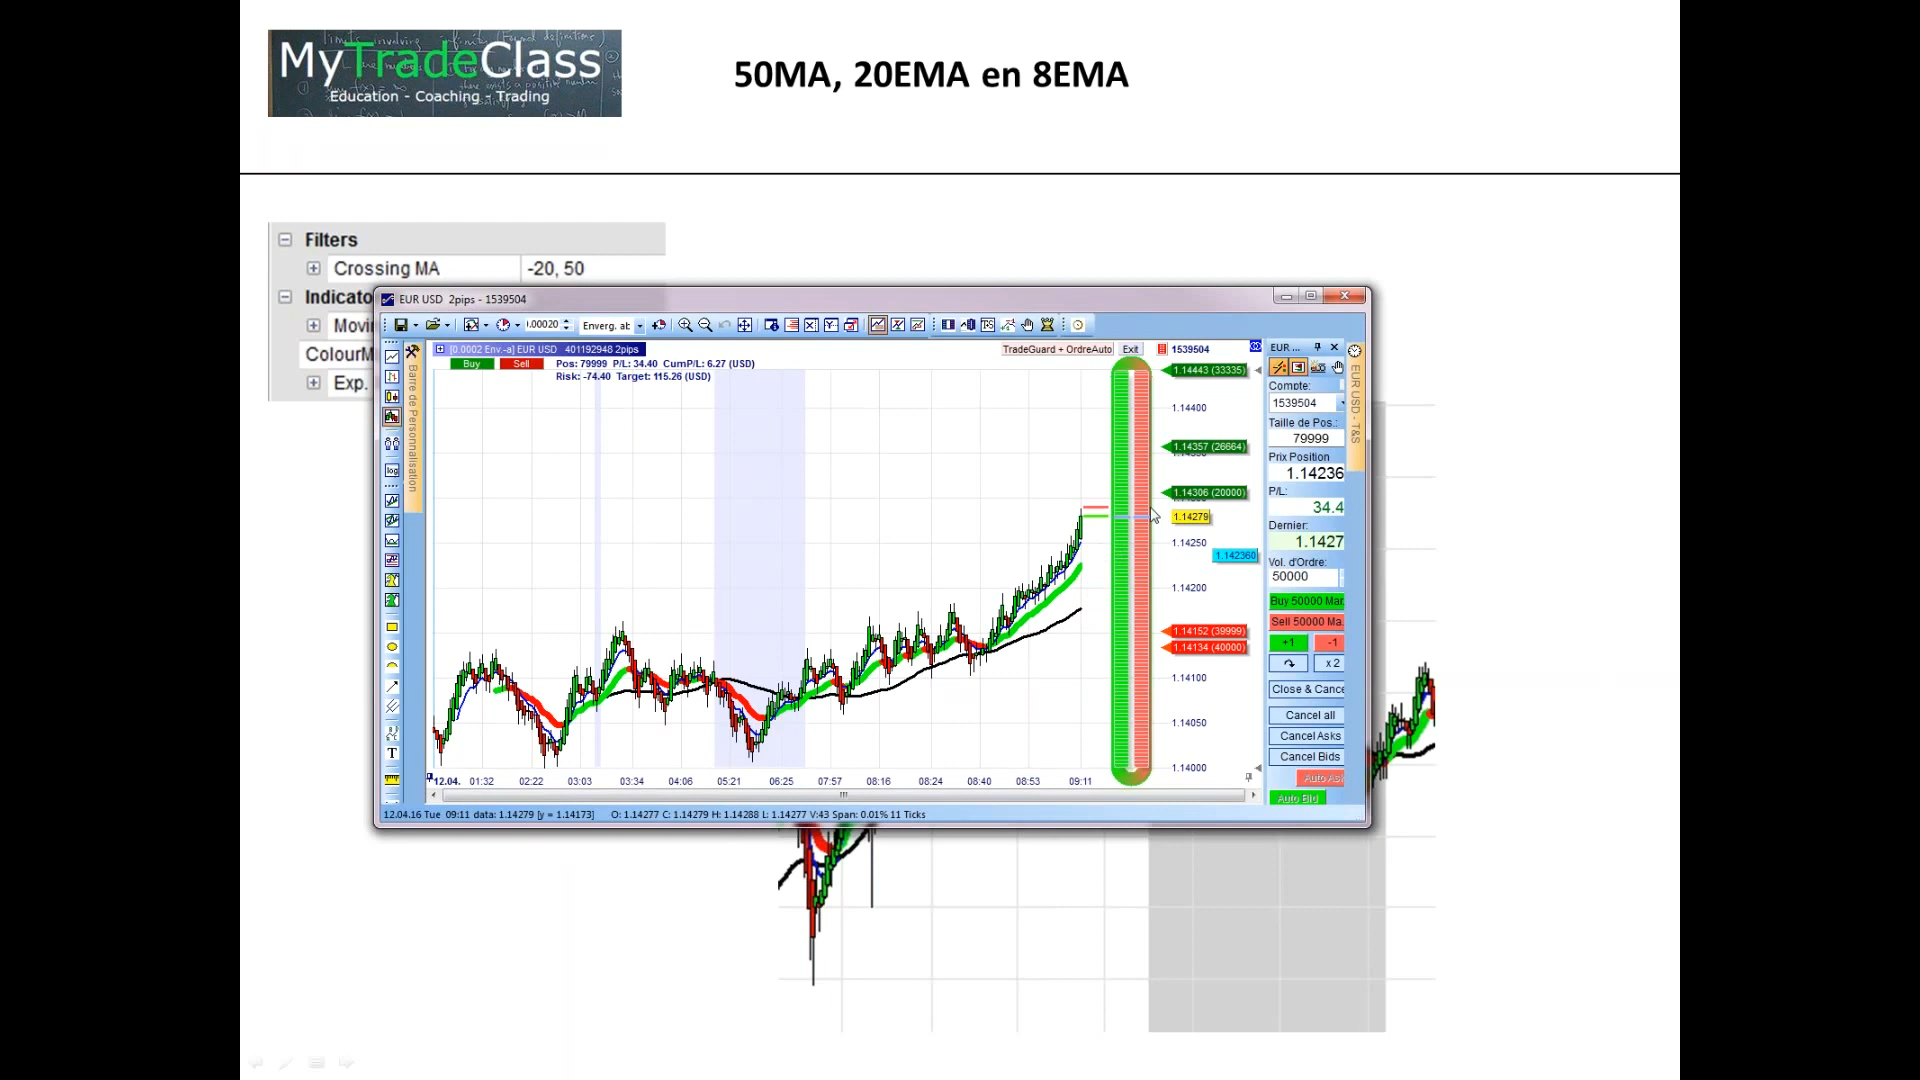 MyTradeClass
Education - Coaching - Trading
50MA, 20EMA en 8EMA
Filters
Crossing MA -20, 50
Indicato
Movi
ColourM
Exp.
EUR USD 2pips - 1539504
.00020 Enverg. at
[0.0002 Env.-a] EUR USD 401192948 2pips
TradeGuard + OrdreAuto Exit 1539504
Buy Sell Pos: 79999 P/L: 34.40 CumP/L: 6.27 (USD)
Risk: -74.40 Target: 115.26 (USD)
Barre de Personnalisation
1.14443 (33335)
1.14400
1.14357 (26664)
1.14306 (20000)
1.14279
1.14250
1.142360
1.14200
1.14152 (39999)
1.14134 (40000)
1.14100
1.14050
1.14000
12.04. 01:32 02:22 03:03 03:34 04:06 05:21 06:25 07:57 08:16 08:24 08:40 08:53 09:11
12.04.16 Tue 09:11 data: 1.14279 [y = 1.14173] O: 1.14277 C: 1.14279 H: 1.14288 L: 1.14277 V:43 Span: 0.01% 11 Ticks
EUR ...
Compte:
1539504
Taille de Pos.:
79999
Prix Position
1.14236
P/L:
34.4
Dernier:
1.1427
Vol. d'Ordre:
50000
Buy 50000 Mar
Sell 50000 Ma.
+1 -1
x 2
Close & Cance
Cancel all
Cancel Asks
Cancel Bids
Auto As
Auto Bid
EUR USD - T&S
log
T